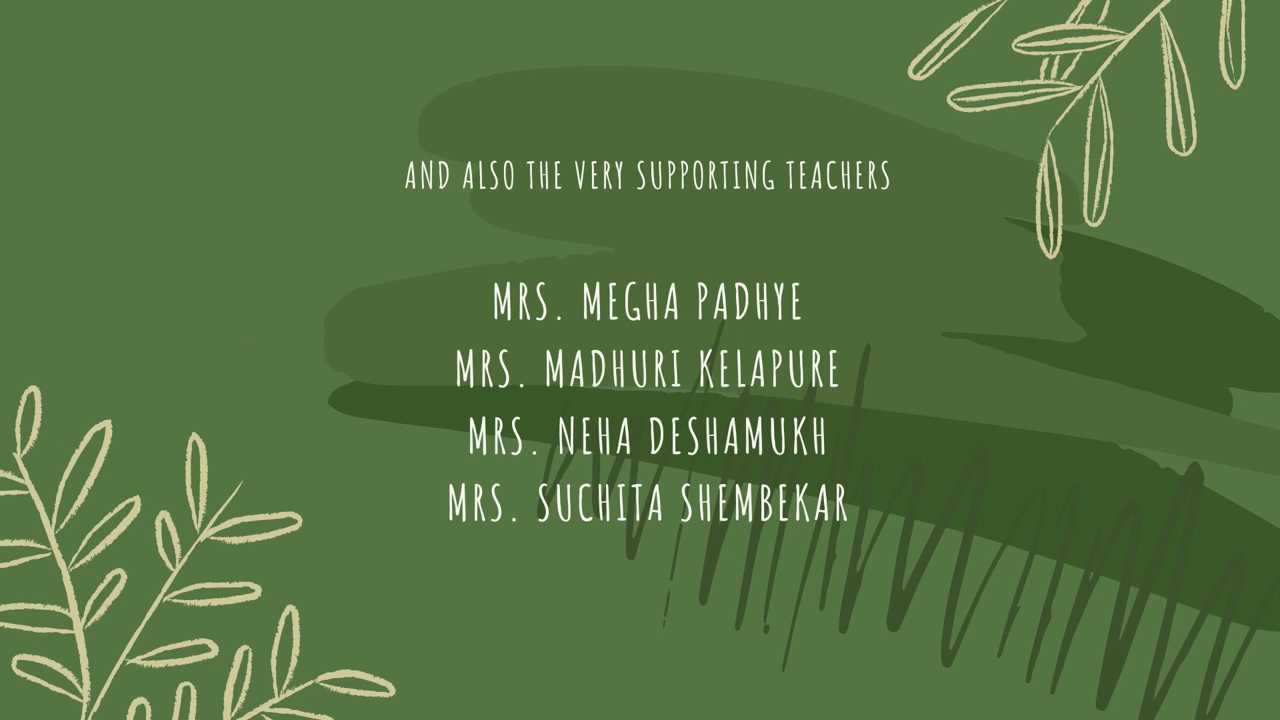 AND ALSO THE VERY SUPPORTING TEACHERS
MRS. MEGHA PADHYE
MRS. MADHURI KELAPURE
MRS. NEHA DESHAMUKH
MRS. SUCHITA SHEMBEKAR